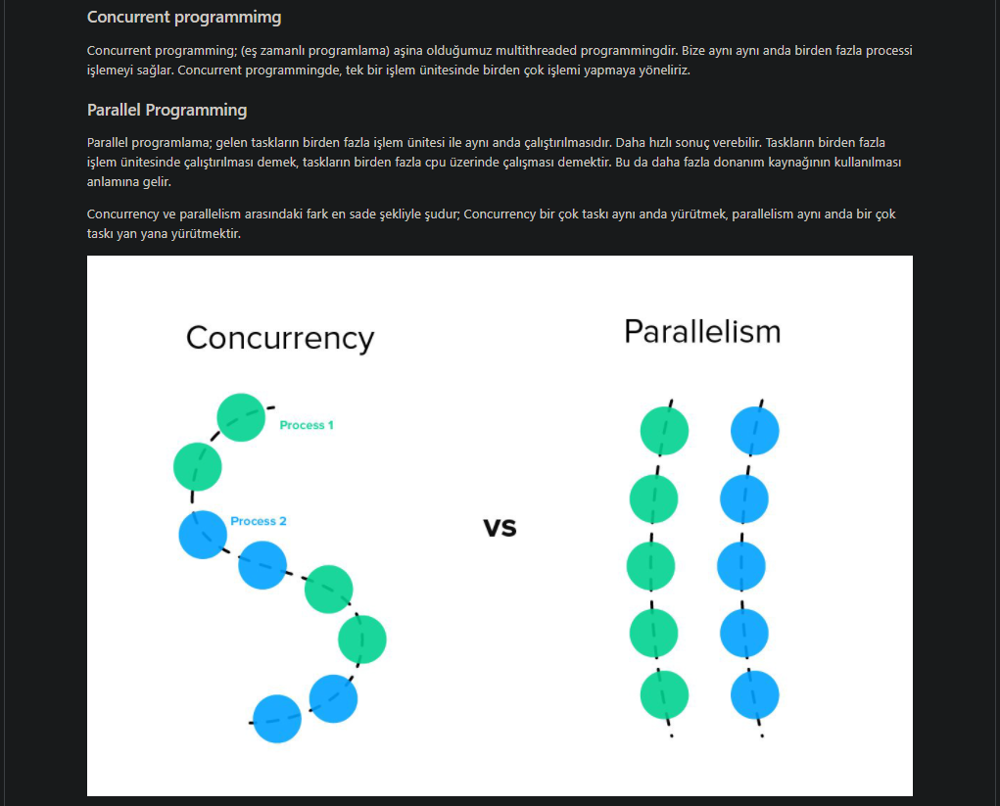 Concurrent programmimg
Concurrent programming; (eş zamanlı programlama) aşina olduğumuz multithreaded programmingdir. Bize aynı aynı anda birden fazla processi
işlemeyi sağlar. Concurrent programmingde, tek bir işlem ünitesinde birden çok işlemi yapmaya yöneliriz.
Parallel Programming
Parallel programlama; gelen taskların birden fazla işlem ünitesi ile aynı anda çalıştırılmasıdır. Daha hızlı sonuç verebilir. Taskların birden fazla
işlem ünitesinde çalıştırılması demek, taskların birden fazla cpu üzerinde çalışması demektir. Bu da daha fazla donanım kaynağının kullanılması
anlamına gelir.
Concurrency ve parallelism arasındaki fark en sade şekliyle şudur; Concurrency bir çok taskı aynı anda yürütmek, parallelism aynı anda bir çok
taskı yan yana yürütmektir.
Concurrency
Process 1
Process 2
vs
Parallelism